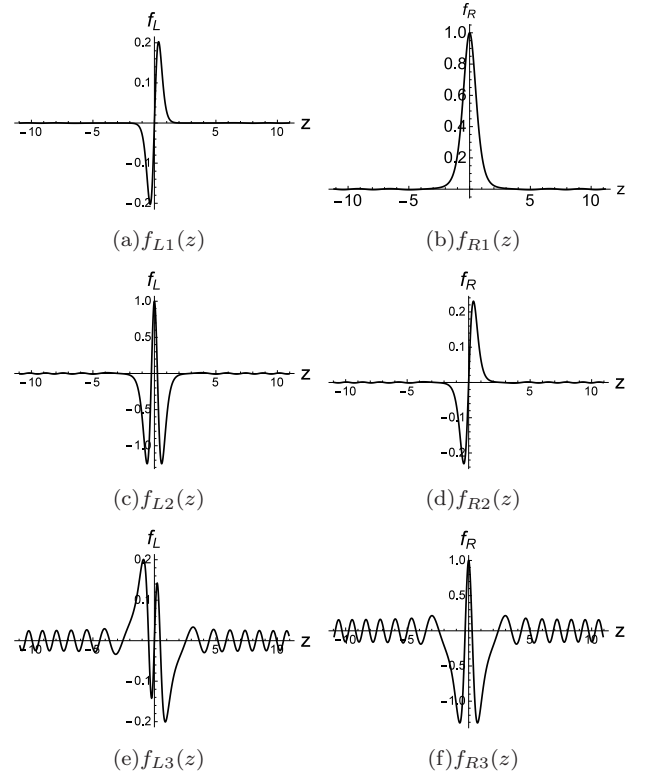 f_L
0.2
0.1
−10 −5 5 10 z
−0.1
−0.2
(a) f_{L1}(z)
f_R
1.0
0.8
0.6
0.4
0.2
−10 −5 5 10 z
(b) f_{R1}(z)
f_L
1.0
0.5
−10 −5 5 10 z
−0.5
−1.0
(c) f_{L2}(z)
f_R
0.2
0.1
−10 −5 5 10 z
−0.1
−0.2
(d) f_{R2}(z)
f_L
0.2
0.1
−10 −5 5 10 z
−0.1
−0.2
(e) f_{L3}(z)
f_R
1.0
0.5
−10 −5 5 10 z
−0.5
−1.0
(f) f_{R3}(z)